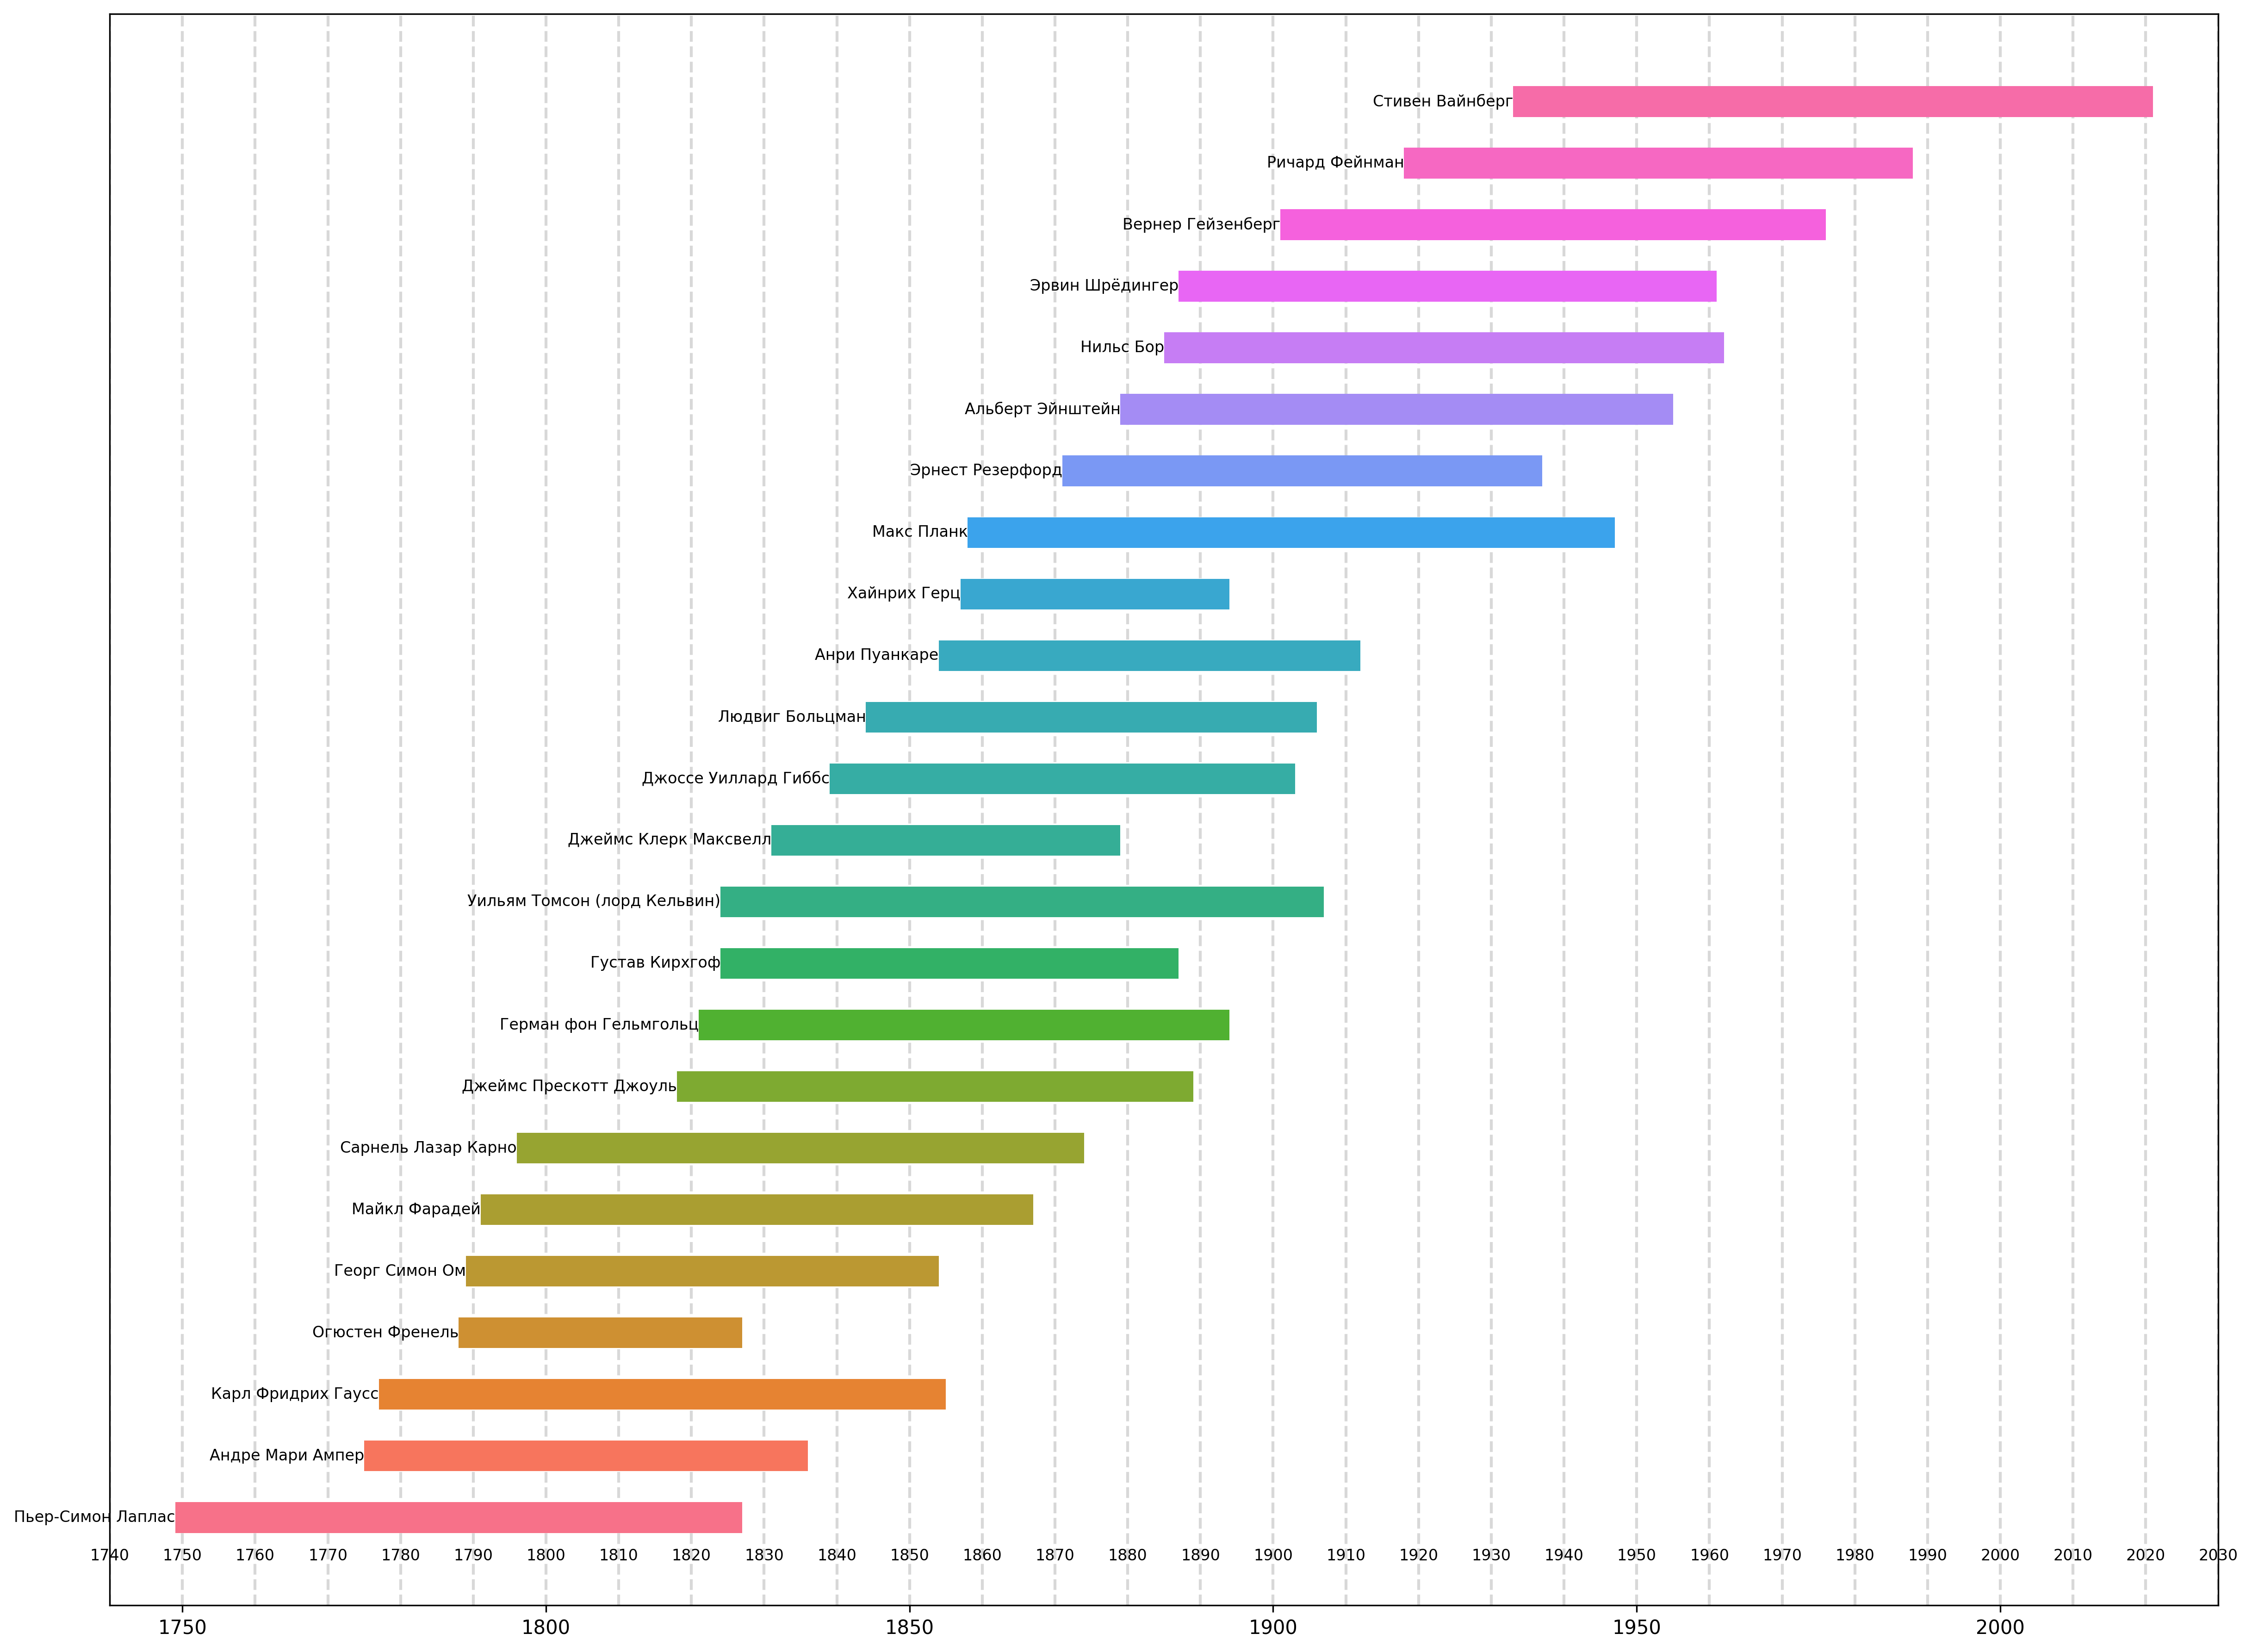 Стивен Вайнберг
Ричард Фейнман
Вернер Гейзенберг
Эрвин Шрёдингер
Нильс Бор
Альберт Эйнштейн
Эрнест Резерфорд
Макс Планк
Хайнрих Герц
Анри Пуанкаре
Людвиг Больцман
Джоссе Уиллард Гиббс
Джеймс Клерк Максвелл
Уильям Томсон (лорд Кельвин)
Густав Кирхгоф
Герман фон Гельмгольц
Джеймс Прескотт Джоуль
Сарнель Лазар Карно
Майкл Фарадей
Георг Симон Ом
Огюстен Френель
Карл Фридрих Гаусс
Андре Мари Ампер
Пьер-Симон Лаплас
1740 1750 1760 1770 1780 1790 1800 1810 1820 1830 1840 1850 1860 1870 1880 1890 1900 1910 1920 1930 1940 1950 1960 1970 1980 1990 2000 2010 2020 2030
1750 1800 1850 1900 1950 2000